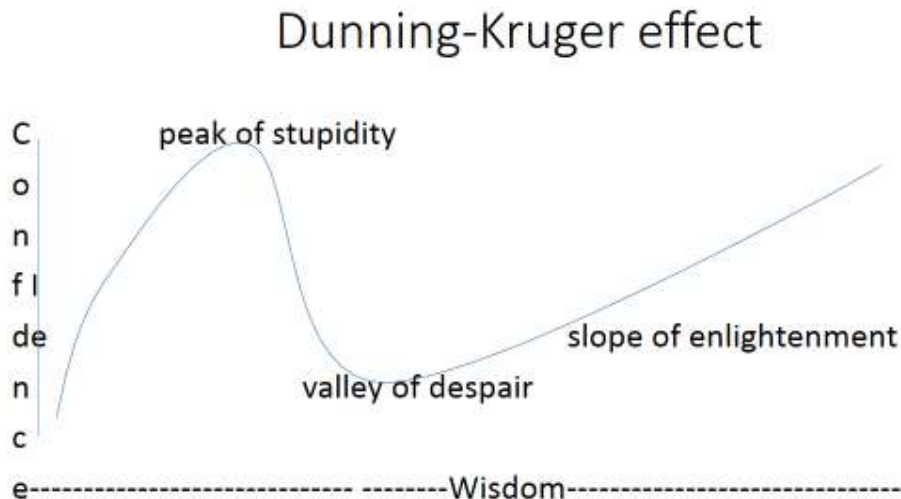 Dunning-Kruger effect
C
peak of stupidity
o
n
f I
de
slope of enlightenment
n
valley of despair
c
e-------------------------------- --------Wisdom-------------------------------